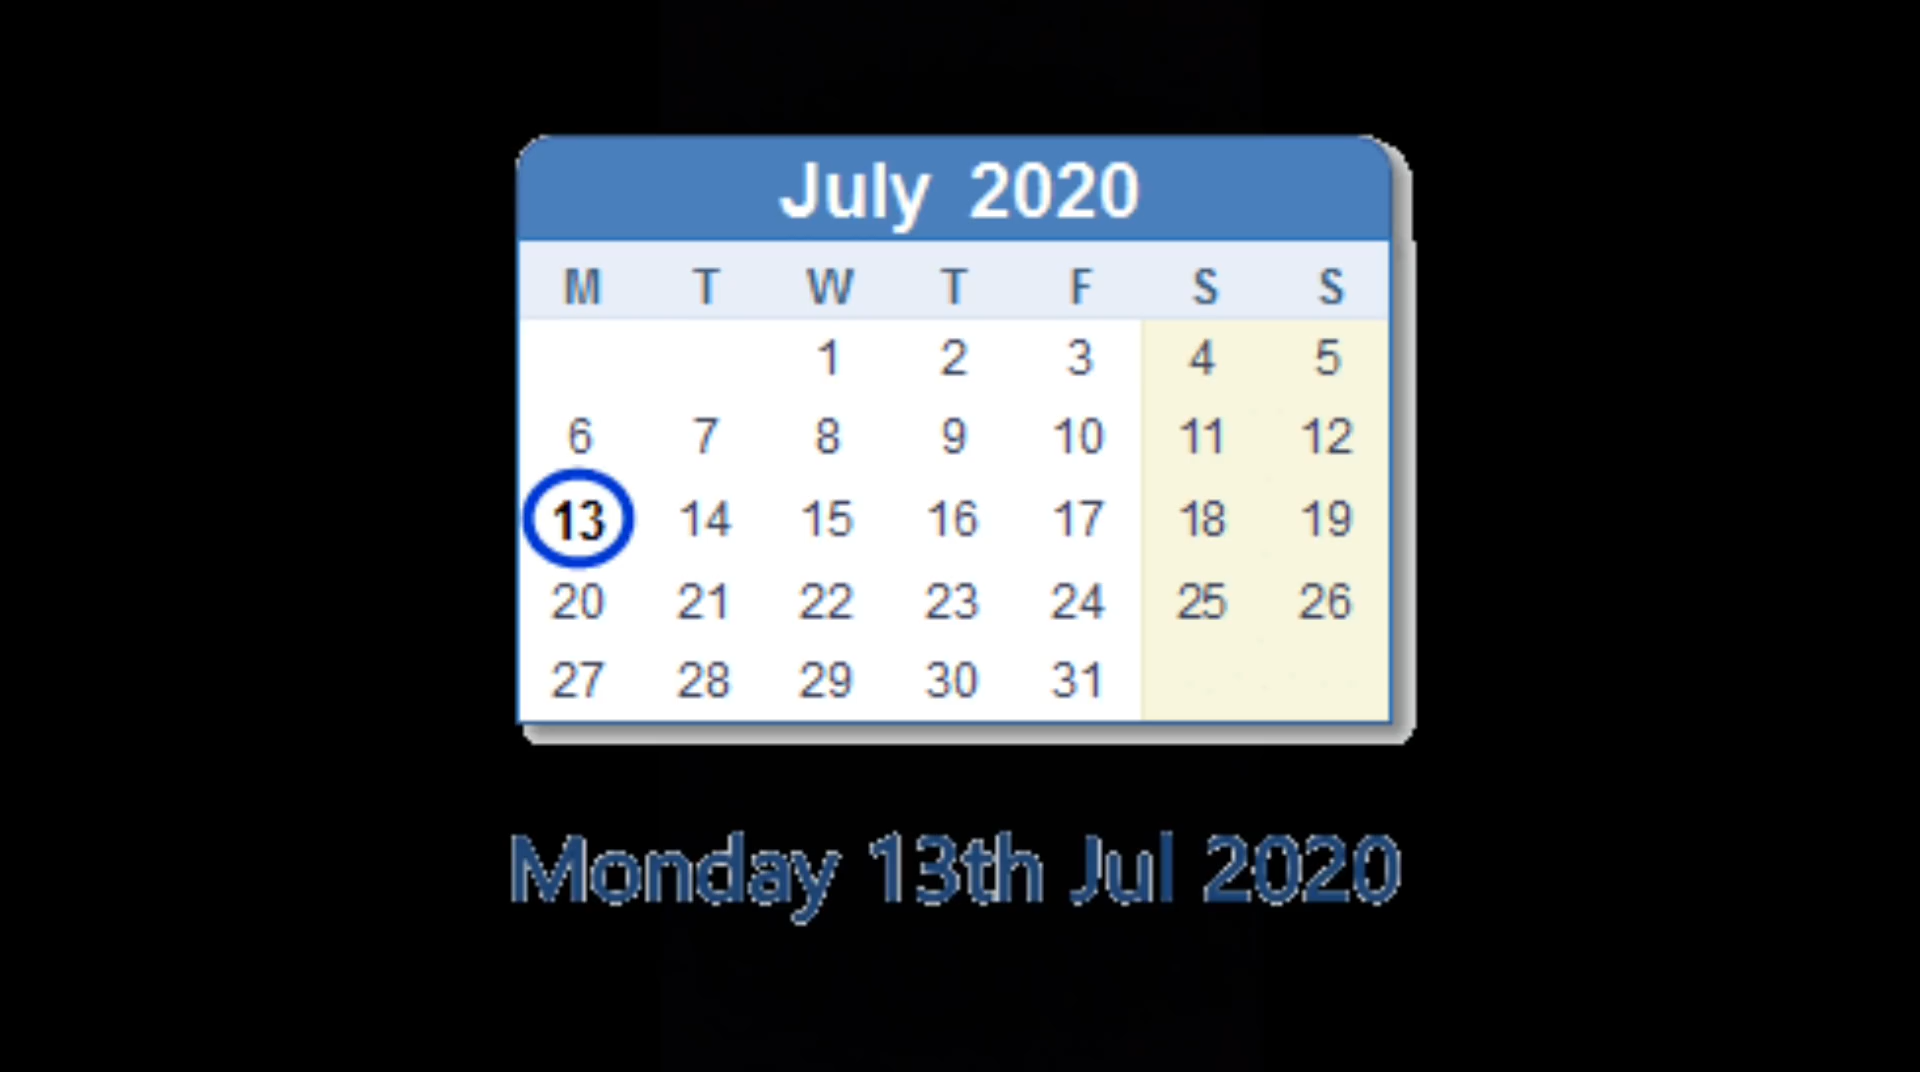 July 2020
M T W T F S S
1 2 3 4 5
6 7 8 9 10 11 12
13 14 15 16 17 18 19
20 21 22 23 24 25 26
27 28 29 30 31
Monday 13th Jul 2020